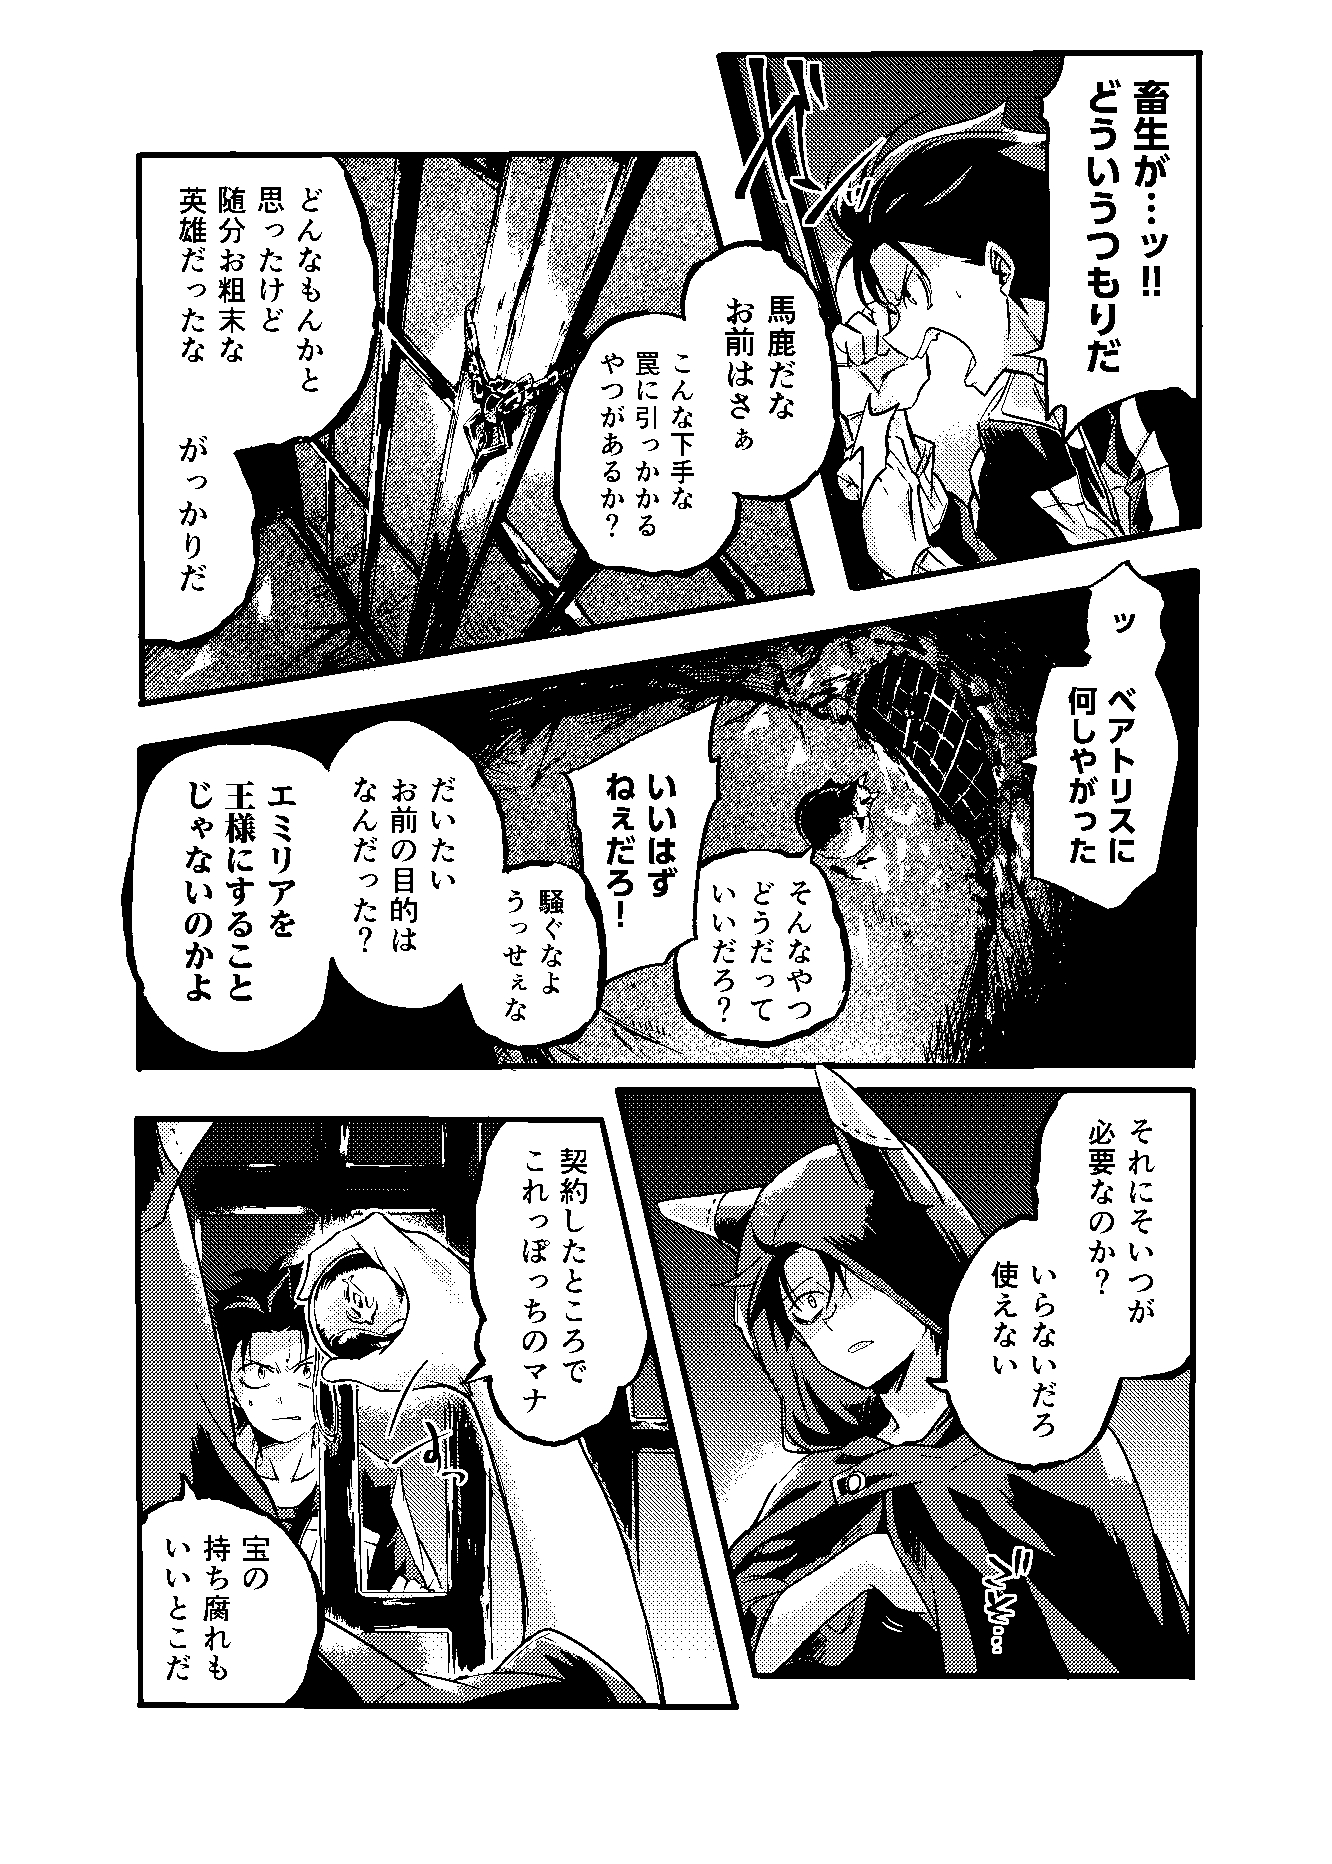 畜生が…ッ!!
どういうつもりだ
馬鹿だな
お前はさぁ
こんな下手な
罠に引っかかる
やつがあるか?
どんなもんかと
思ったけど
随分お粗末な
英雄だったな
がっかりだ
ッ
ベアトリスに
何しやがった
そんなやつ
どうだって
いいだろ?
いいはず
ねぇだろ!
騒ぐなよ
うっせぇな
だいたい
お前の目的は
なんだった?
エミリアを
王様にすること
じゃないのかよ
それにそいつが
必要なのか?
いらないだろ
使えない
契約したところで
これっぽっちのマナ
すっ
宝の
持ち腐れも
いいとこだ